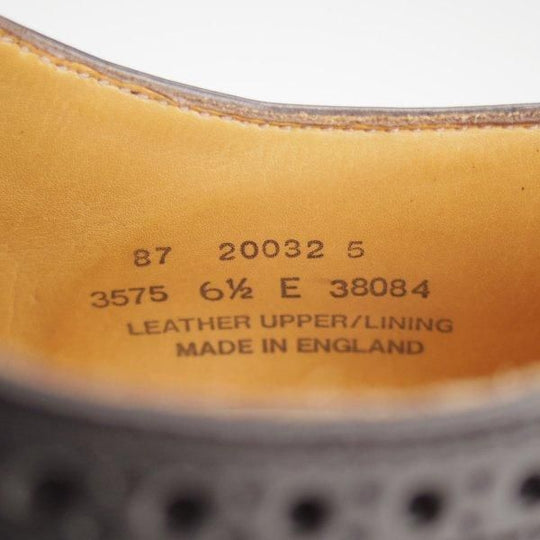 87 20032 5
3575 6½ E 38084
LEATHER UPPER/LINING
MADE IN ENGLAND